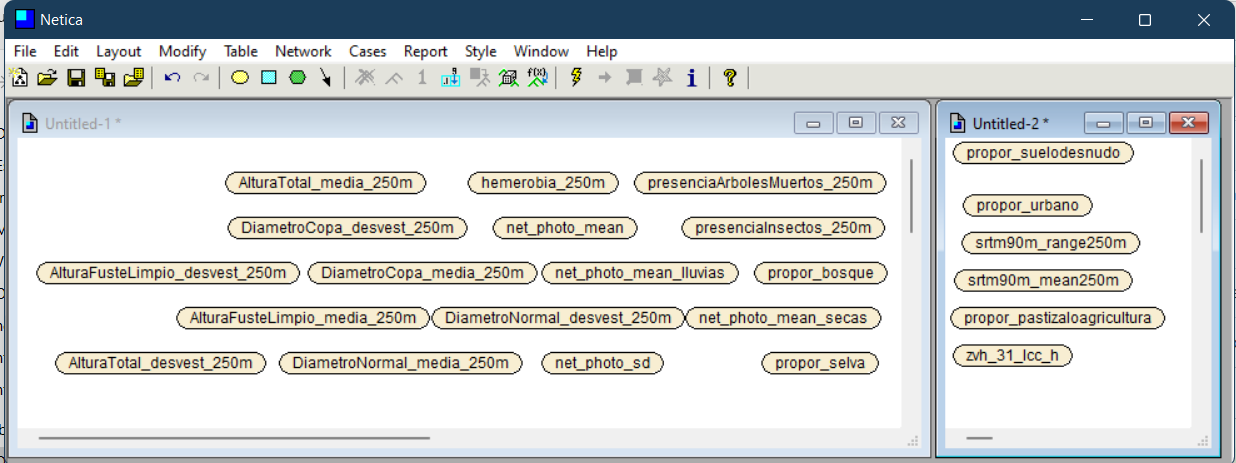 Netica
File Edit Layout Modify Table Network Cases Report Style Window Help
1 f(x) i ?
Untitled-1 *
AlturaTotal_media_250m hemerobia_250m presenciaArbolesMuertos_250m
DiametroCopa_desvest_250m net_photo_mean presenciaInsectos_250m
AlturaFusteLimpio_desvest_250m DiametroCopa_media_250m net_photo_mean_lluvias propor_bosque
AlturaFusteLimpio_media_250m DiametroNormal_desvest_250m net_photo_mean_secas
AlturaTotal_desvest_250m DiametroNormal_media_250m net_photo_sd propor_selva
Untitled-2 *
propor_suelodesnudo
propor_urbano
srtm90m_range250m
srtm90m_mean250m
propor_pastizaloagricultura
zvh_31_lcc_h